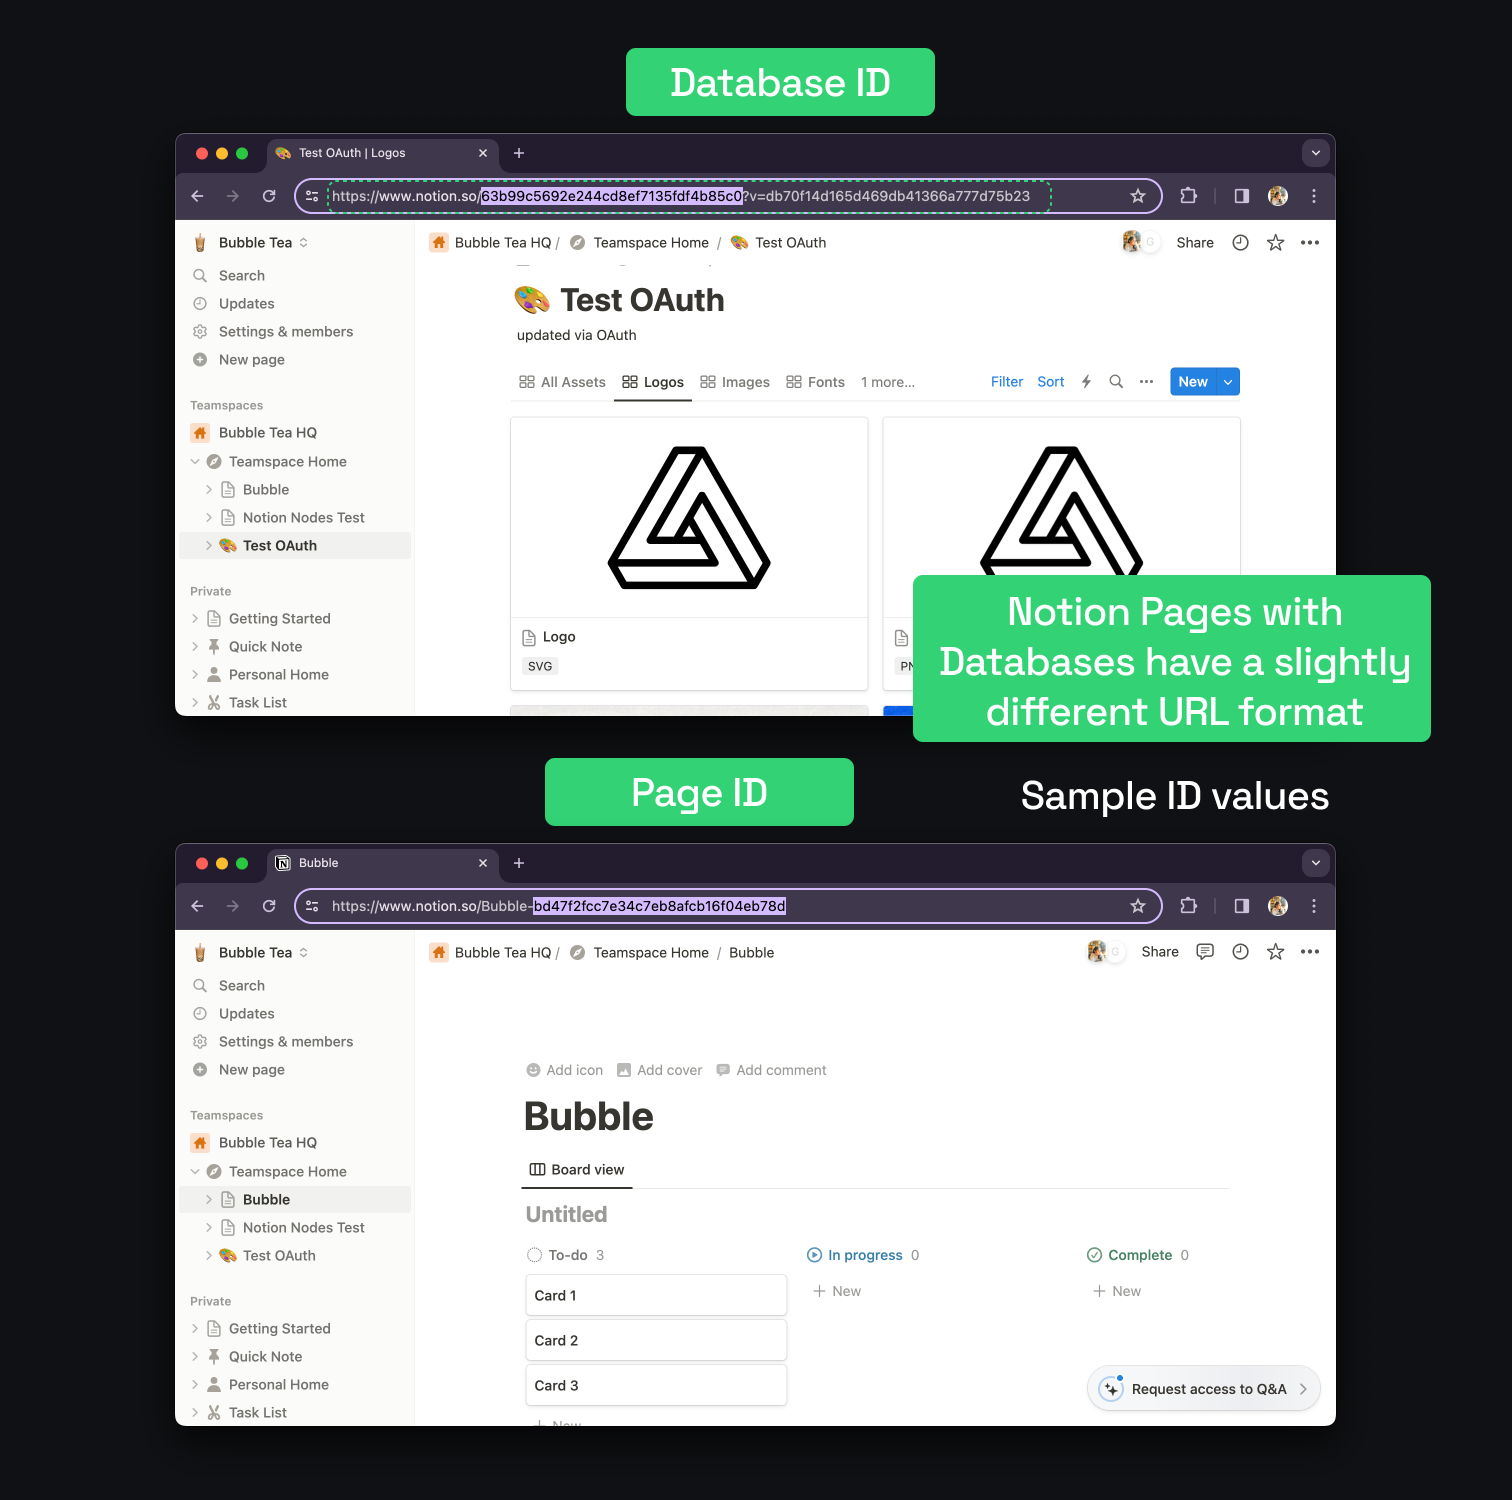 Database ID
Test OAuth | Logos
https://www.notion.so/63b99c5692e244cd8ef7135fdf4b85c0?v=db70f14d165d469db41366a777d75b23
Bubble Tea
Bubble Tea HQ / Teamspace Home / Test OAuth
G
Share
Search
Updates
Settings & members
New page
Teamspaces
Bubble Tea HQ
Teamspace Home
Bubble
Notion Nodes Test
Test OAuth
Private
Getting Started
Quick Note
Personal Home
Task List
Test OAuth
updated via OAuth
All Assets Logos Images Fonts 1 more...
Filter Sort New
Logo
SVG
PN
Notion Pages with
Databases have a slightly
different URL format
Page ID
Sample ID values
Bubble
https://www.notion.so/Bubble-bd47f2fcc7e34c7eb8afcb16f04eb78d
Bubble Tea
Bubble Tea HQ / Teamspace Home / Bubble
G
Share
Search
Updates
Settings & members
New page
Teamspaces
Bubble Tea HQ
Teamspace Home
Bubble
Notion Nodes Test
Test OAuth
Private
Getting Started
Quick Note
Personal Home
Task List
Add icon Add cover Add comment
Bubble
Board view
Untitled
To-do 3 In progress 0 Complete 0
Card 1
Card 2
Card 3
New
New
New
Request access to Q&A